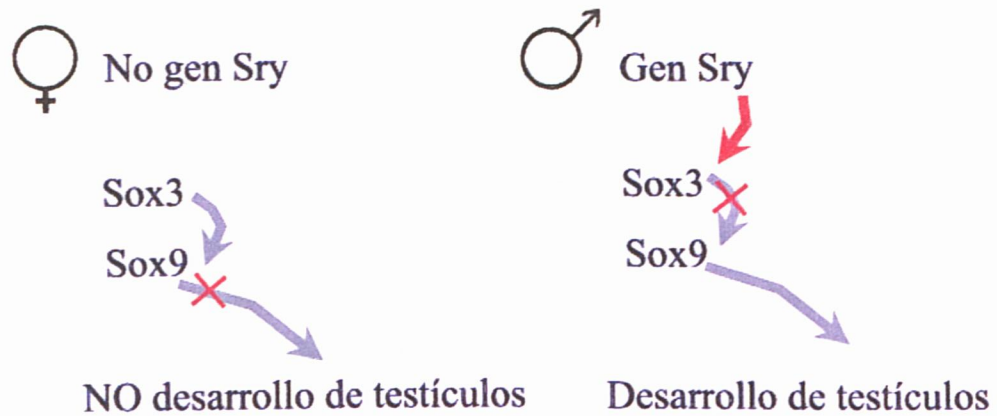 No gen Sry
Sox3
Sox9
NO desarrollo de testículos
Gen Sry
Sox3
Sox9
Desarrollo de testículos